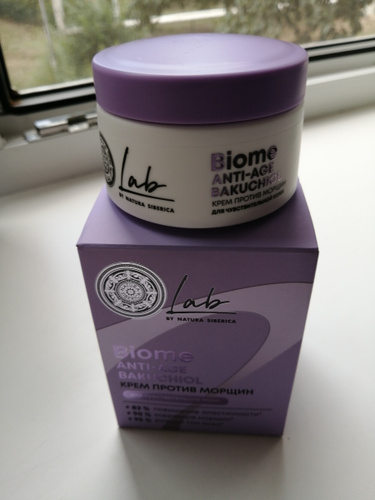 Lab
BY NATURA SIBERICA
Biome
ANTI-AGE
BAKUCHIOL
КРЕМ ПРОТИВ МОРЩИН
ДЛЯ ЧУВСТВИТЕЛЬНОЙ КОЖИ
Lab
BY NATURA SIBERICA
Biome
ANTI-AGE
BAKUCHIOL
КРЕМ ПРОТИВ МОРЩИН